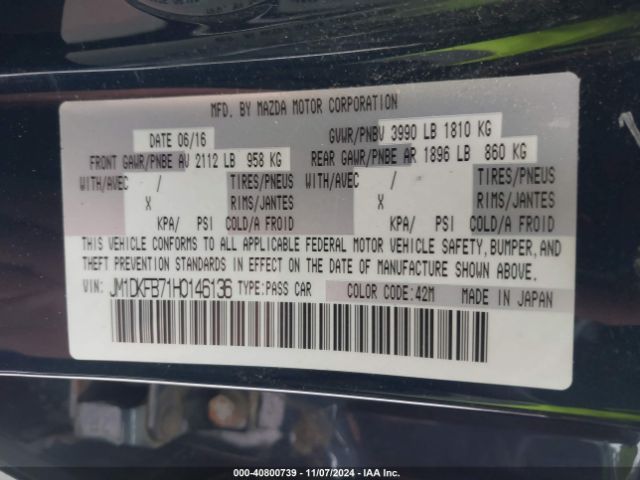 MFD. BY MAZDA MOTOR CORPORATION
DATE 06/16 GVWR/PNBV 3990 LB 1810 KG
FRONT GAWR/PNBE AV 2112 LB 958 KG REAR GAWR/PNBE AR 1896 LB 860 KG
WITH/AVEC / TIRES/PNEUS WITH/AVEC / TIRES/PNEUS
X RIMS/JANTES X RIMS/JANTES
KPA/ PSI COLD/A FROID KPA/ PSI COLD/A FROID
THIS VEHICLE CONFORMS TO ALL APPLICABLE FEDERAL MOTOR VEHICLE SAFETY, BUMPER, AND
THEFT PREVENTION STANDARDS IN EFFECT ON THE DATE OF MANUFACTURE SHOWN ABOVE.
VIN: JM1DKFB71H0146136 TYPE:PASS CAR COLOR CODE:42M MADE IN JAPAN
000-40800739 - 11/07/2024 - IAA Inc.